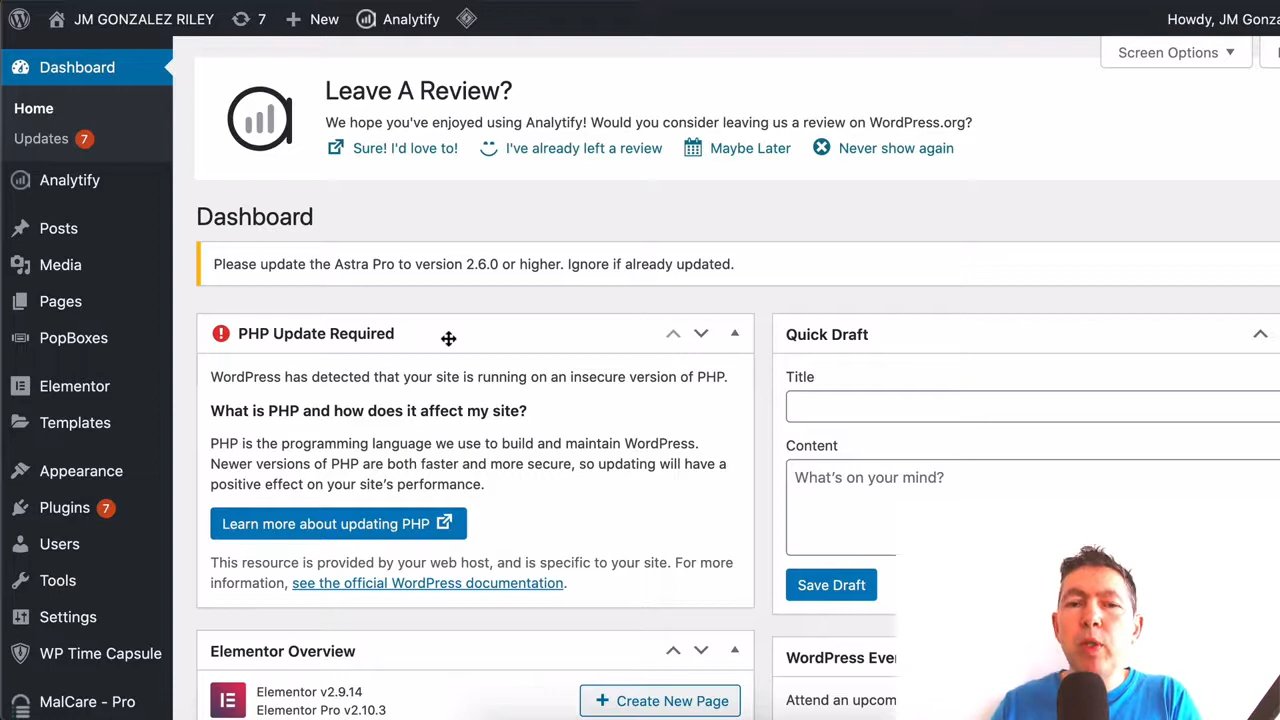 JM GONZALEZ RILEY 7 New Analytify Howdy, JM Gonza
Dashboard
Home
Updates 7
Analytify
Posts
Media
Pages
PopBoxes
Elementor
Templates
Appearance
Plugins 7
Users
Tools
Settings
WP Time Capsule
MalCare - Pro
Screen Options
Leave A Review?
We hope you've enjoyed using Analytify! Would you consider leaving us a review on WordPress.org?
Sure! I'd love to! I've already left a review Maybe Later Never show again
Dashboard
Please update the Astra Pro to version 2.6.0 or higher. Ignore if already updated.
PHP Update Required
WordPress has detected that your site is running on an insecure version of PHP.
What is PHP and how does it affect my site?
PHP is the programming language we use to build and maintain WordPress.
Newer versions of PHP are both faster and more secure, so updating will have a
positive effect on your site's performance.
Learn more about updating PHP
This resource is provided by your web host, and is specific to your site. For more
information, see the official WordPress documentation.
Elementor Overview
Elementor v2.9.14
Elementor Pro v2.10.3
Create New Page
Quick Draft
Title
Content
What's on your mind?
Save Draft
WordPress Eve
Attend an upcom